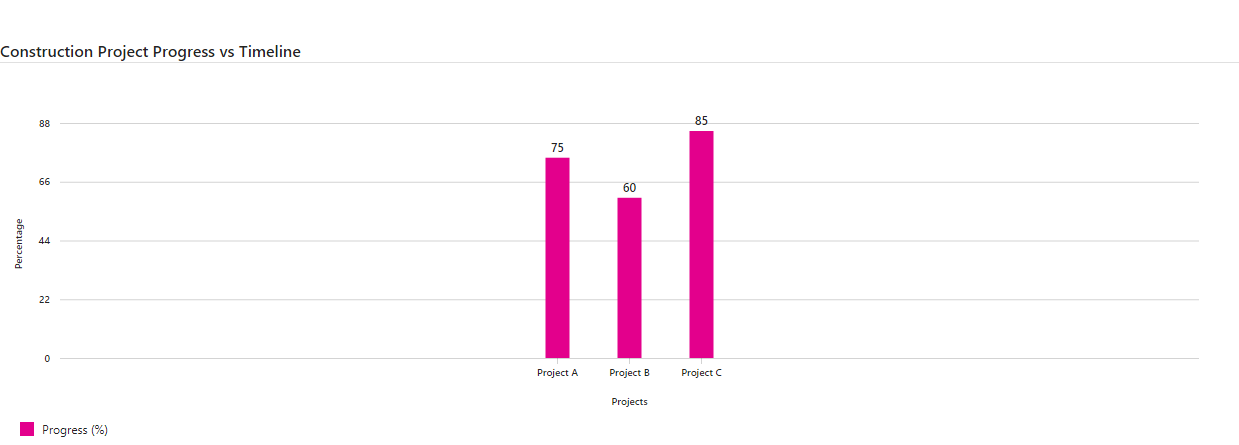 Construction Project Progress vs Timeline
88
66
44
22
0
Percentage
75
60
85
Project A
Project B
Project C
Projects
Progress (%)